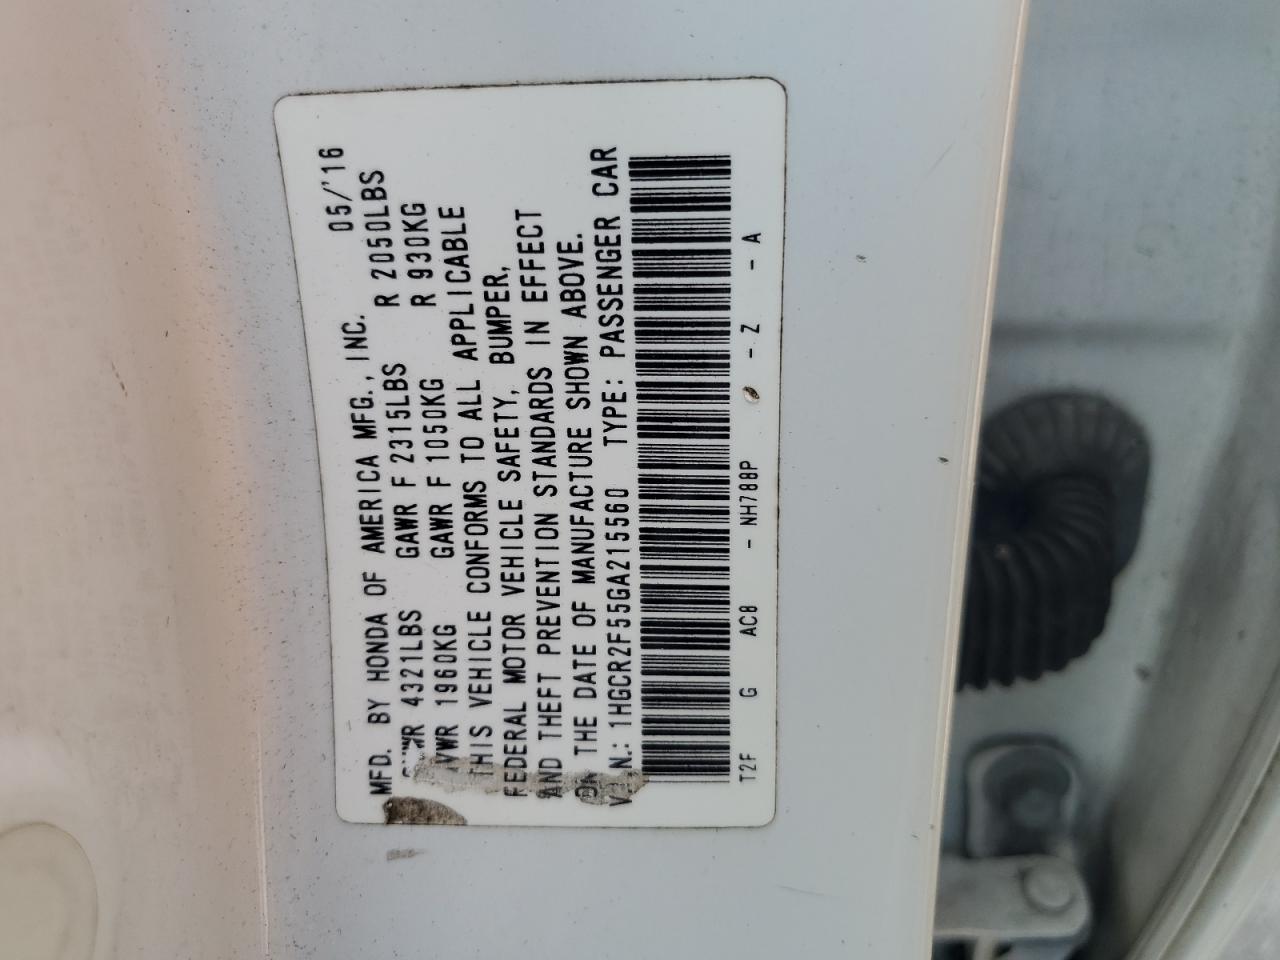 MFD. BY HONDA OF AMERICA MFG., INC. 05/'16
4321LBS GAWR F 2315LBS R 2050LBS
1960KG GAWR F 1050KG R 930KG
THIS VEHICLE CONFORMS TO ALL APPLICABLE
FEDERAL MOTOR VEHICLE SAFETY, BUMPER,
AND THEFT PREVENTION STANDARDS IN EFFECT
ON THE DATE OF MANUFACTURE SHOWN ABOVE.
V.I.N.: 1HGCR2F55GA215560 TYPE: PASSENGER CAR
T2F G AC8 - NH788P - Z - A